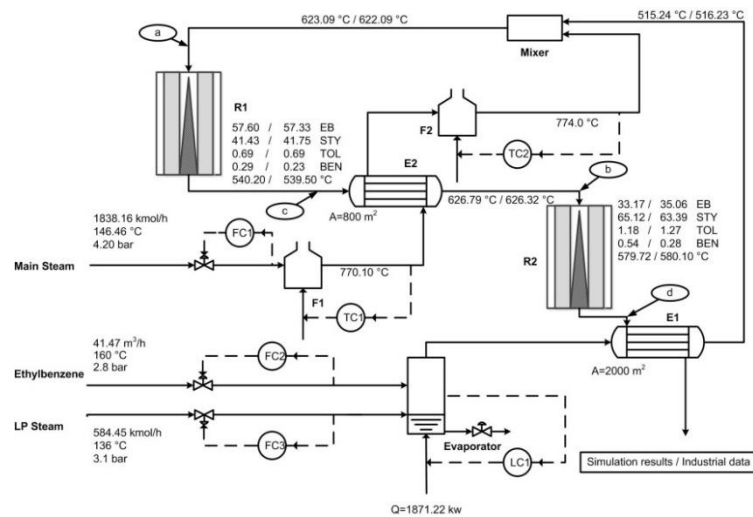 623.09 °C / 622.09 °C
515.24 °C / 516.23 °C
a
Mixer
R1
57.60 / 57.33 EB
41.43 / 41.75 STY
0.69 / 0.69 TOL
0.29 / 0.23 BEN
540.20 / 539.50 °C
F2
774.0 °C
TC2
E2
b
c
A=800 m²
626.79 °C / 626.32 °C
33.17 / 35.06 EB
65.12 / 63.39 STY
1.18 / 1.27 TOL
0.54 / 0.28 BEN
579.72 / 580.10 °C
R2
1838.16 kmol/h
146.46 °C
4.20 bar
FC1
Main Steam
770.10 °C
F1
TC1
d
E1
A=2000 m²
41.47 m³/h
160 °C
2.8 bar
FC2
Ethylbenzene
LP Steam
584.45 kmol/h
136 °C
3.1 bar
FC3
Evaporator
LC1
Simulation results / Industrial data
Q=1871.22 kw